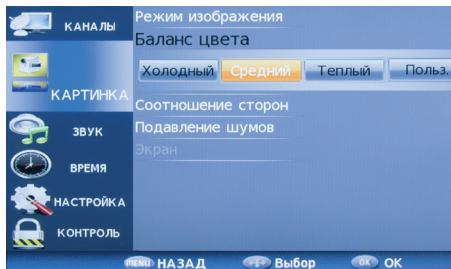 КАНАЛЫ
КАРТИНКА
ЗВУК
ВРЕМЯ
НАСТРОЙКА
КОНТРОЛЬ
Режим изображения
Баланс цвета
Холодный Средний Теплый Польз.
Соотношение сторон
Подавление шумов
Экран
MENU НАЗАД Выбор OK OK